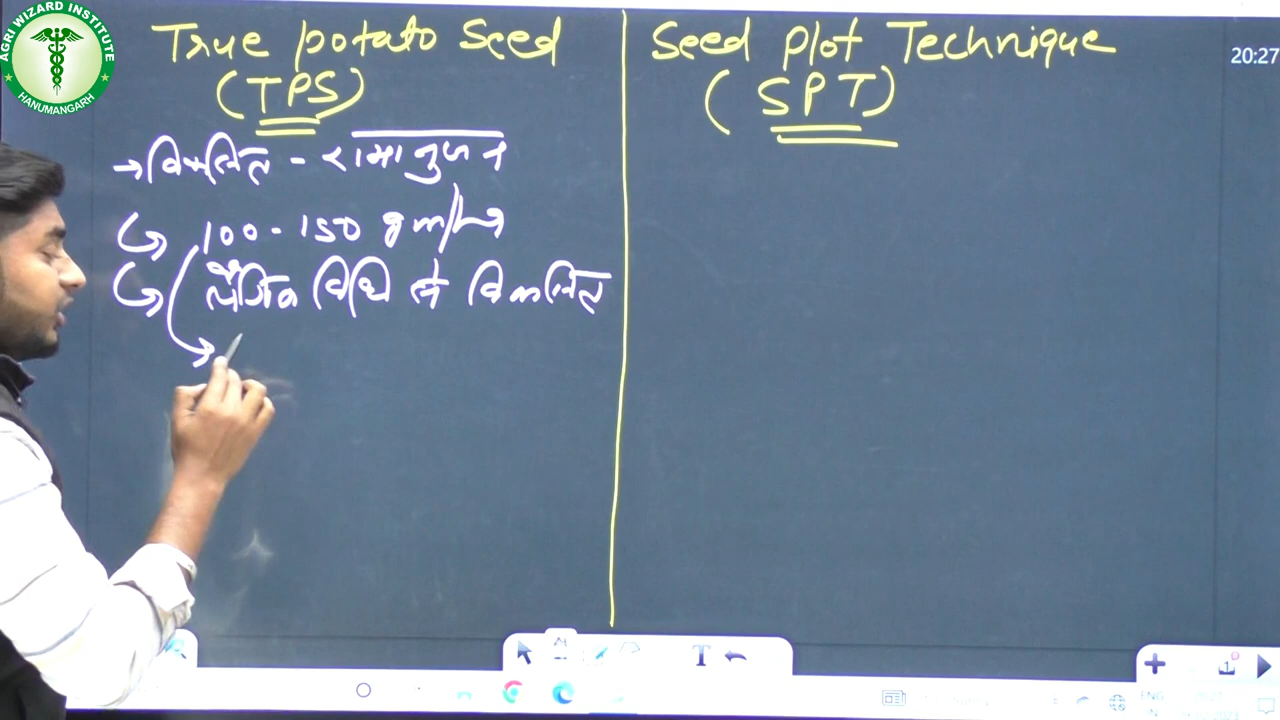 AGRI WIZARD INSTITUTE
HANUMANGARH
True potato Seed
(TPS)
→ विकसित - रामानुजन
100-150 gm/h
लैंगिक विधि से विकसित
Seed plot Technique
(SPT)
20:27
T
ENG